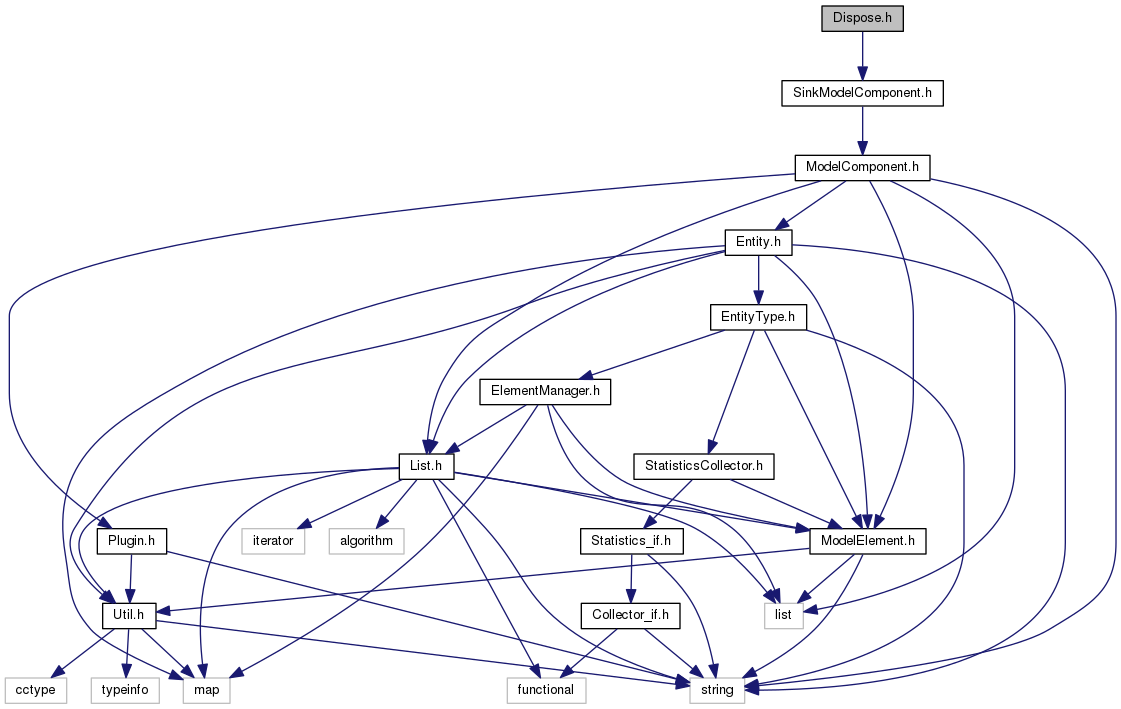 Dispose.h
SinkModelComponent.h
ModelComponent.h
Entity.h
EntityType.h
ElementManager.h
List.h
StatisticsCollector.h
Plugin.h
iterator
algorithm
Statistics_if.h
ModelElement.h
Util.h
Collector_if.h
list
cctype
typeinfo
map
functional
string